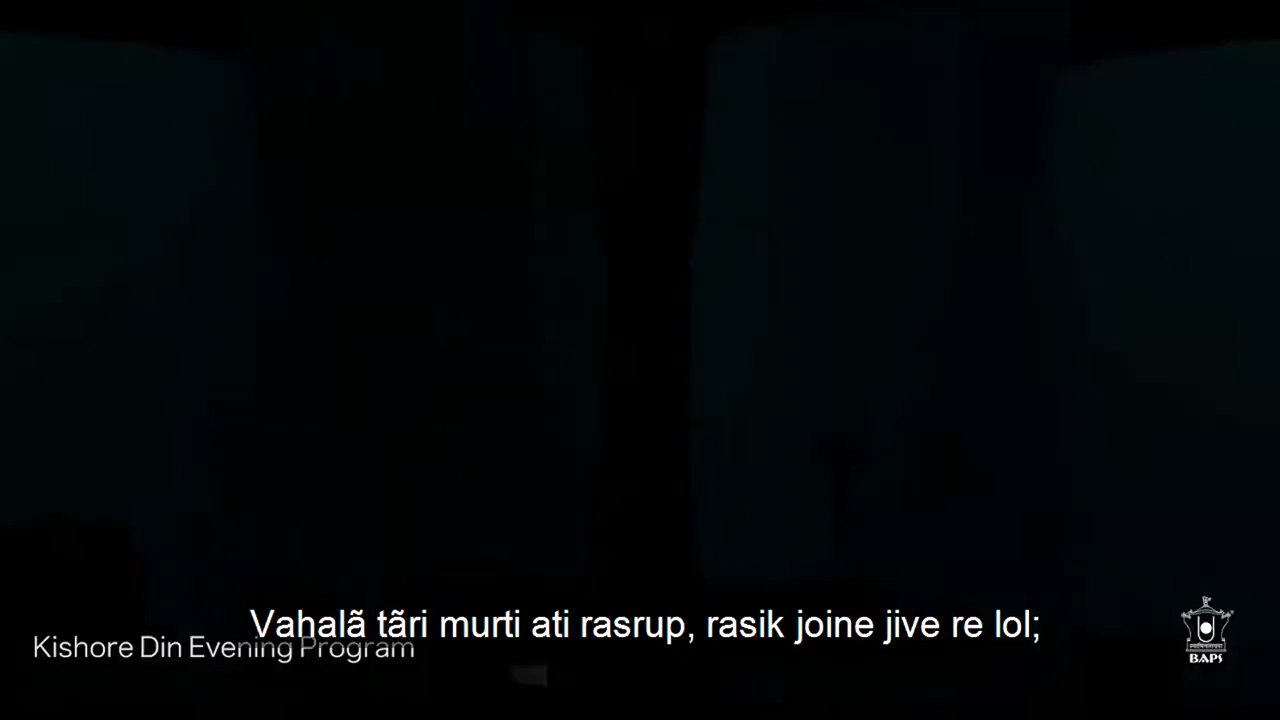 Vahalã tãri murti ati rasrup, rasik joine jive re lol;
Kishore Din Evening Program
BAPS